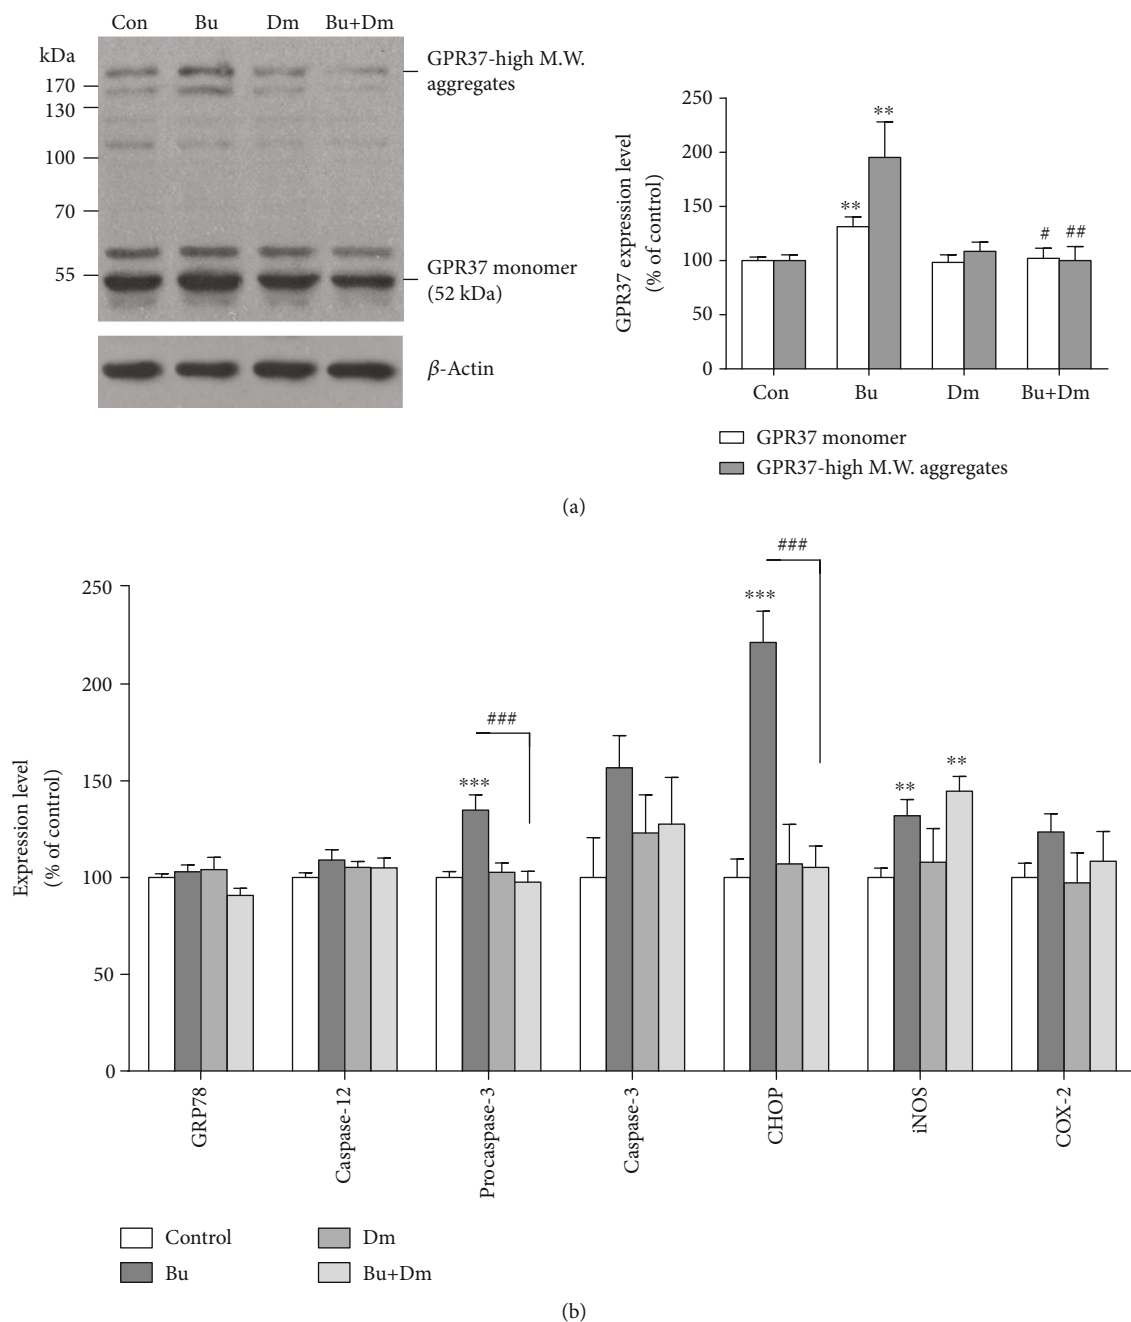 Con Bu Dm Bu+Dm
kDa
170
130
100
70
55
GPR37-high M.W.
aggregates
GPR37 monomer
(52 kDa)
β-Actin
GPR37 expression level
(% of control)
250
200
150
100
50
0
**
**
#
##
Con Bu Dm Bu+Dm
GPR37 monomer
GPR37-high M.W. aggregates
(a)
Expression level
(% of control)
250
200
150
100
50
0
***
###
***
###
**
**
GRP78
Caspase-12
Procaspase-3
Caspase-3
CHOP
iNOS
COX-2
Control
Bu
Dm
Bu+Dm
(b)